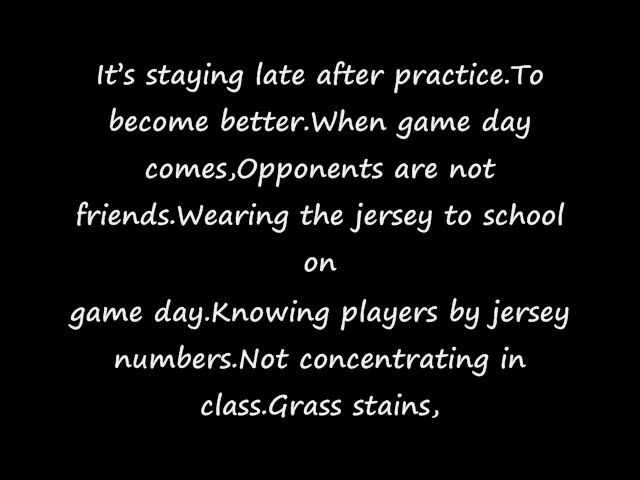 It's staying late after practice.To
become better.When game day
comes,Opponents are not
friends.Wearing the jersey to school
on
game day.Knowing players by jersey
numbers.Not concentrating in
class.Grass stains,